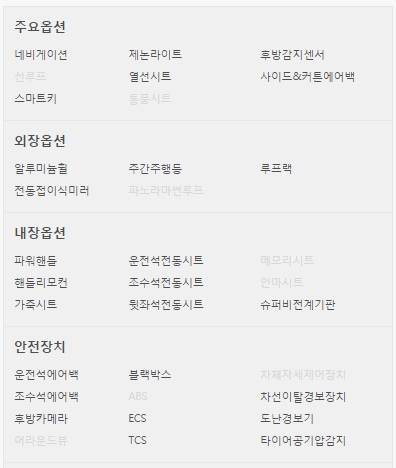 주요옵션
네비게이션 제논라이트 후방감지센서
선루프 열선시트 사이드&커튼에어백
스마트키 통풍시트
외장옵션
알루미늄휠 주간주행등 루프랙
전동접이식미러 파노라마썬루프
내장옵션
파워핸들 운전석전동시트 메모리시트
핸들리모컨 조수석전동시트 안마시트
가죽시트 뒷좌석전동시트 슈퍼비전계기판
안전장치
운전석에어백 블랙박스 차체자세제어장치
조수석에어백 ABS 차선이탈경보장치
후방카메라 ECS 도난경보기
어라운드뷰 TCS 타이어공기압감지